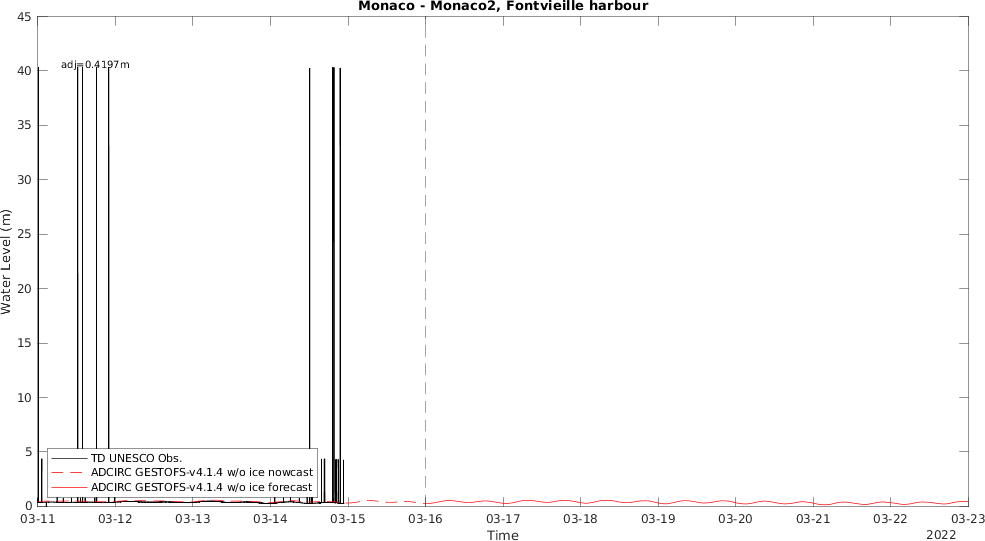 Monaco - Monaco2, Fontvieille harbour
45
40
35
30
25
20
15
10
5
0
Water Level (m)
adj=0.4197m
TD UNESCO Obs.
ADCIRC GESTOFS-v4.1.4 w/o ice nowcast
ADCIRC GESTOFS-v4.1.4 w/o ice forecast
03-11 03-12 03-13 03-14 03-15 03-16 03-17 03-18 03-19 03-20 03-21 03-22 03-23
Time
2022